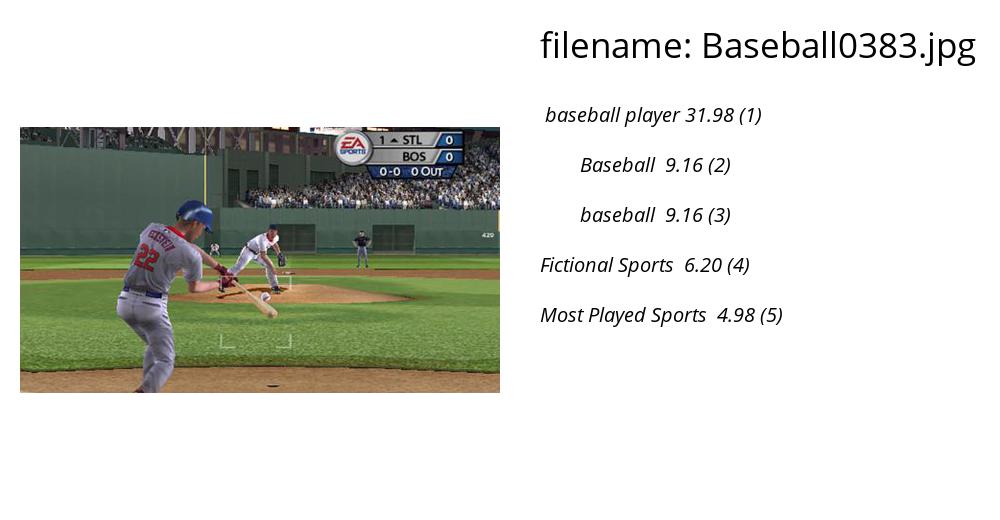 filename: Baseball0383.jpg
baseball player 31.98 (1)
Baseball 9.16 (2)
baseball 9.16 (3)
Fictional Sports 6.20 (4)
Most Played Sports 4.98 (5)
EA SPORTS
1 STL 0
BOS 0
0-0 0 OUT
420
ECKSTEIN
22